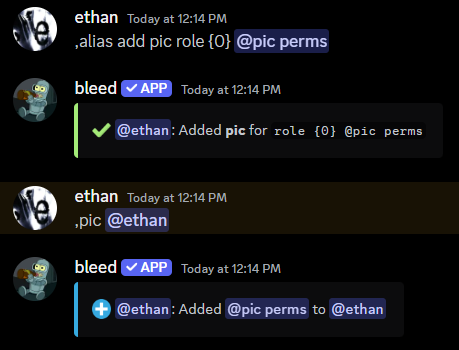 ethan Today at 12:14 PM
,alias add pic role {0} @pic perms
bleed ✓ APP Today at 12:14 PM
@ethan: Added pic for role {0} @pic perms
ethan Today at 12:14 PM
,pic @ethan
bleed ✓ APP Today at 12:14 PM
@ethan: Added @pic perms to @ethan